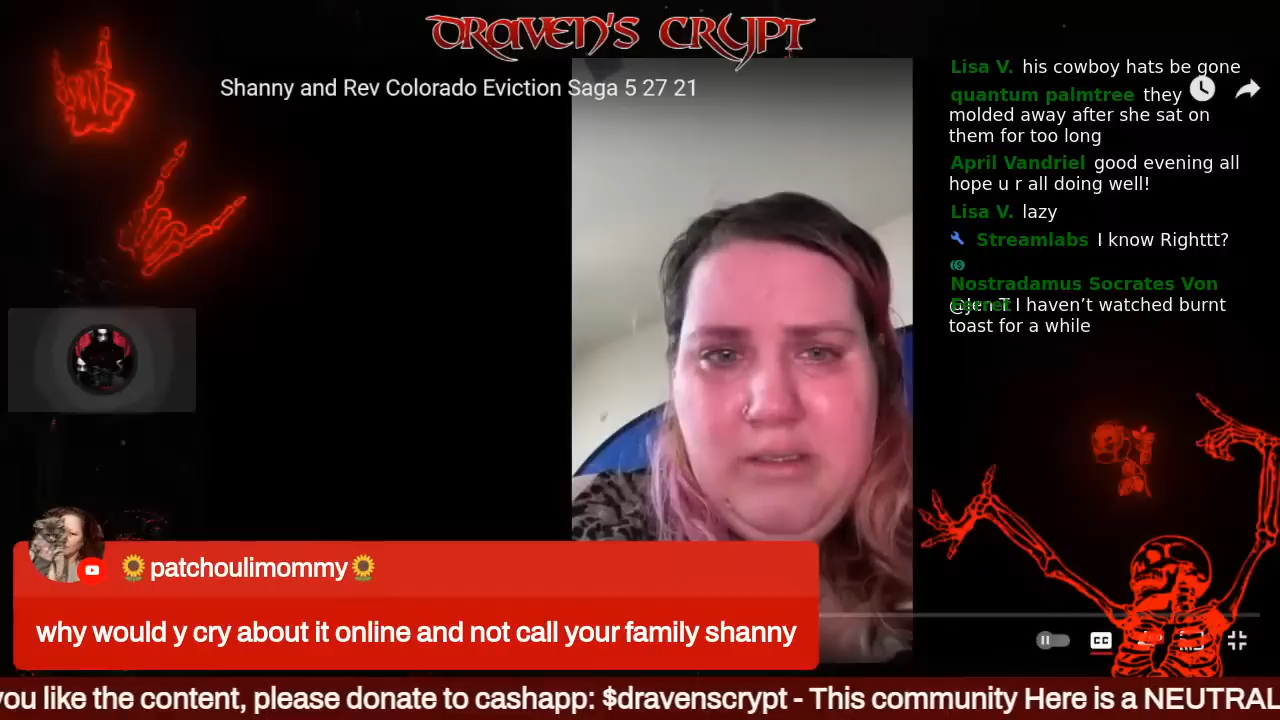 DRAVEN'S CRYPT
Shanny and Rev Colorado Eviction Saga 5 27 21
Lisa V. his cowboy hats be gone
quantum palmtree they
molded away after she sat on
them for too long
April Vandriel good evening all
hope u r all doing well!
Lisa V. lazy
Streamlabs I know Righttt?
Nostradamus Socrates Von
Ferret
@jen T I haven’t watched burnt
toast for a while
🌻patchoulimommy🌻
why would y cry about it online and not call your family shanny
CC
you like the content, please donate to cashapp: $dravenscrypt - This community Here is a NEUTRAL